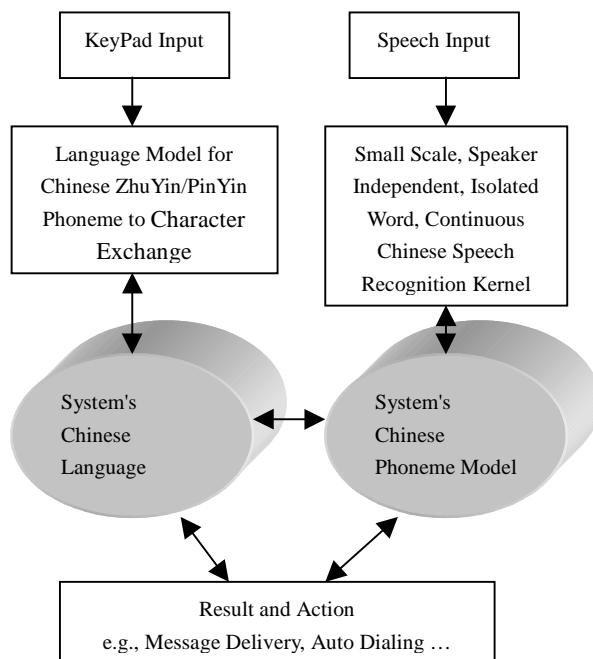 KeyPad Input
Speech Input
Language Model for
Chinese ZhuYin/PinYin
Phoneme to Character
Exchange
Small Scale, Speaker
Independent, Isolated
Word, Continuous
Chinese Speech
Recognition Kernel
System's
Chinese
Language
System's
Chinese
Phoneme Model
Result and Action
e.g., Message Delivery, Auto Dialing …